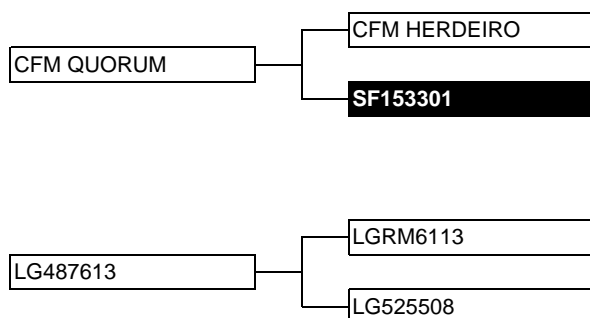 CFM HERDEIRO
CFM QUORUM
SF153301
LGRM6113
LG487613
LG525508